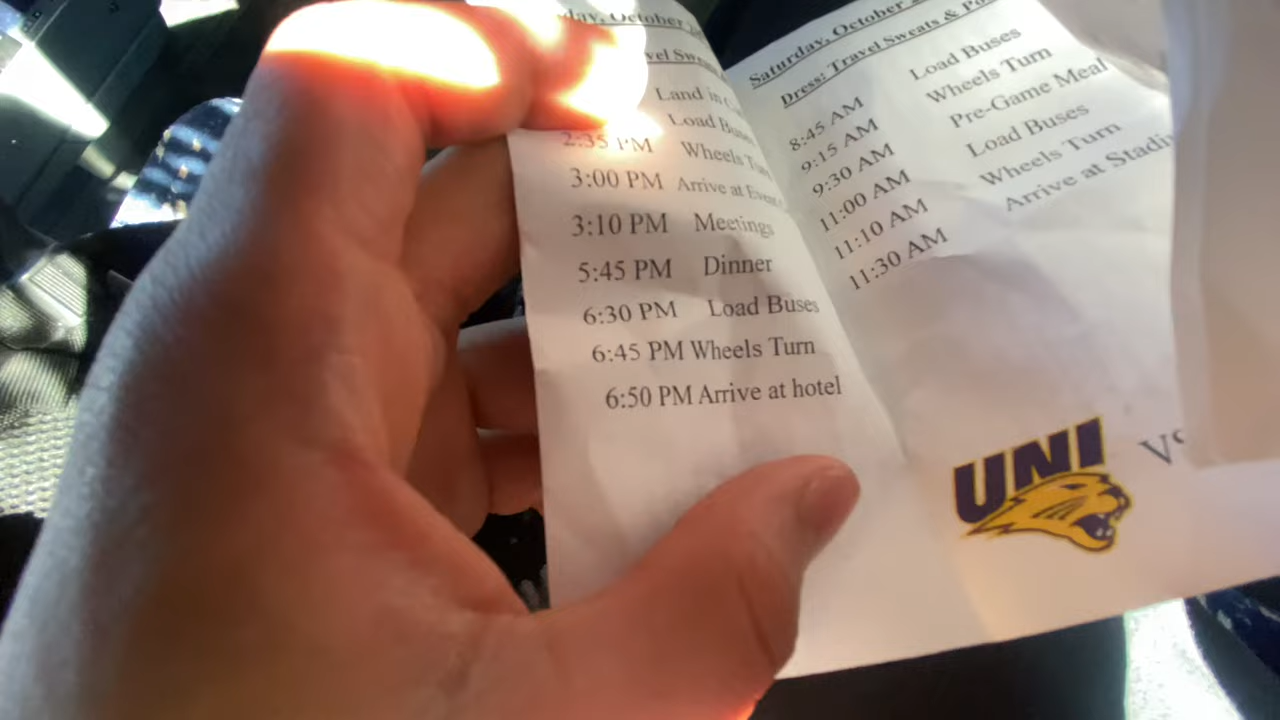 October
Land in
Load Buses
2:35 PM Wheels Turn
3:00 PM Arrive at Event
3:10 PM Meetings
5:45 PM Dinner
6:30 PM Load Buses
6:45 PM Wheels Turn
6:50 PM Arrive at hotel
Saturday, October
Dress: Travel Sweats &
8:45 AM Load Buses
9:15 AM Wheels Turn
9:30 AM Pre-Game Meal
11:00 AM Load Buses
11:10 AM Wheels Turn
11:30 AM Arrive at
UNI